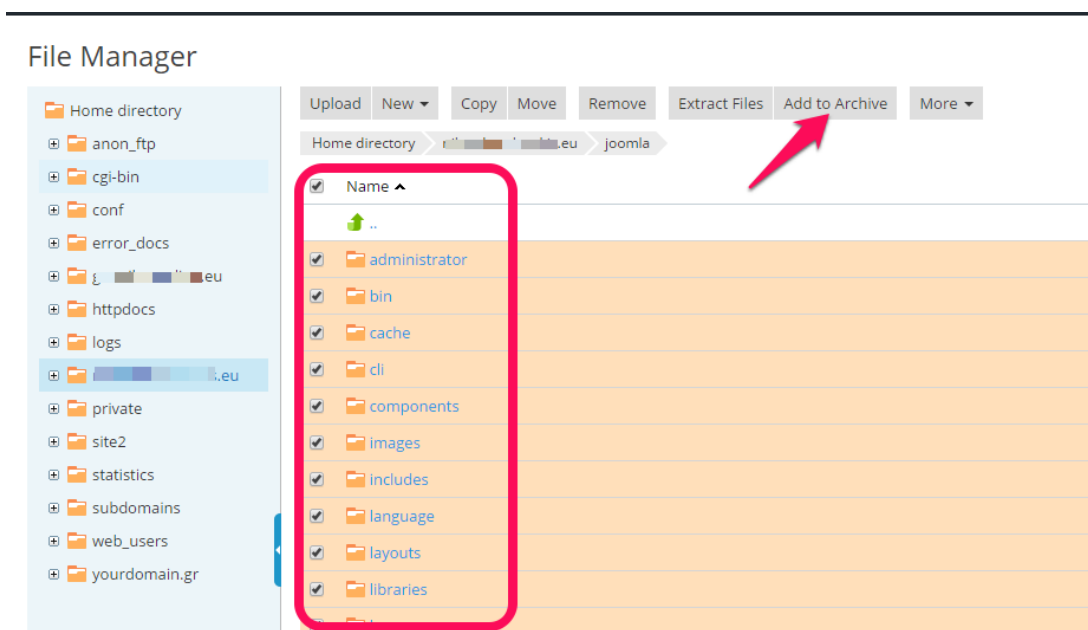 File Manager
Home directory
anon_ftp
cgi-bin
conf
error_docs
eu
httpdocs
logs
.eu
private
site2
statistics
subdomains
web_users
yourdomain.gr
Upload New Copy Move Remove Extract Files Add to Archive More
Home directory .eu joomla
Name
..
administrator
bin
cache
cli
components
images
includes
language
layouts
libraries